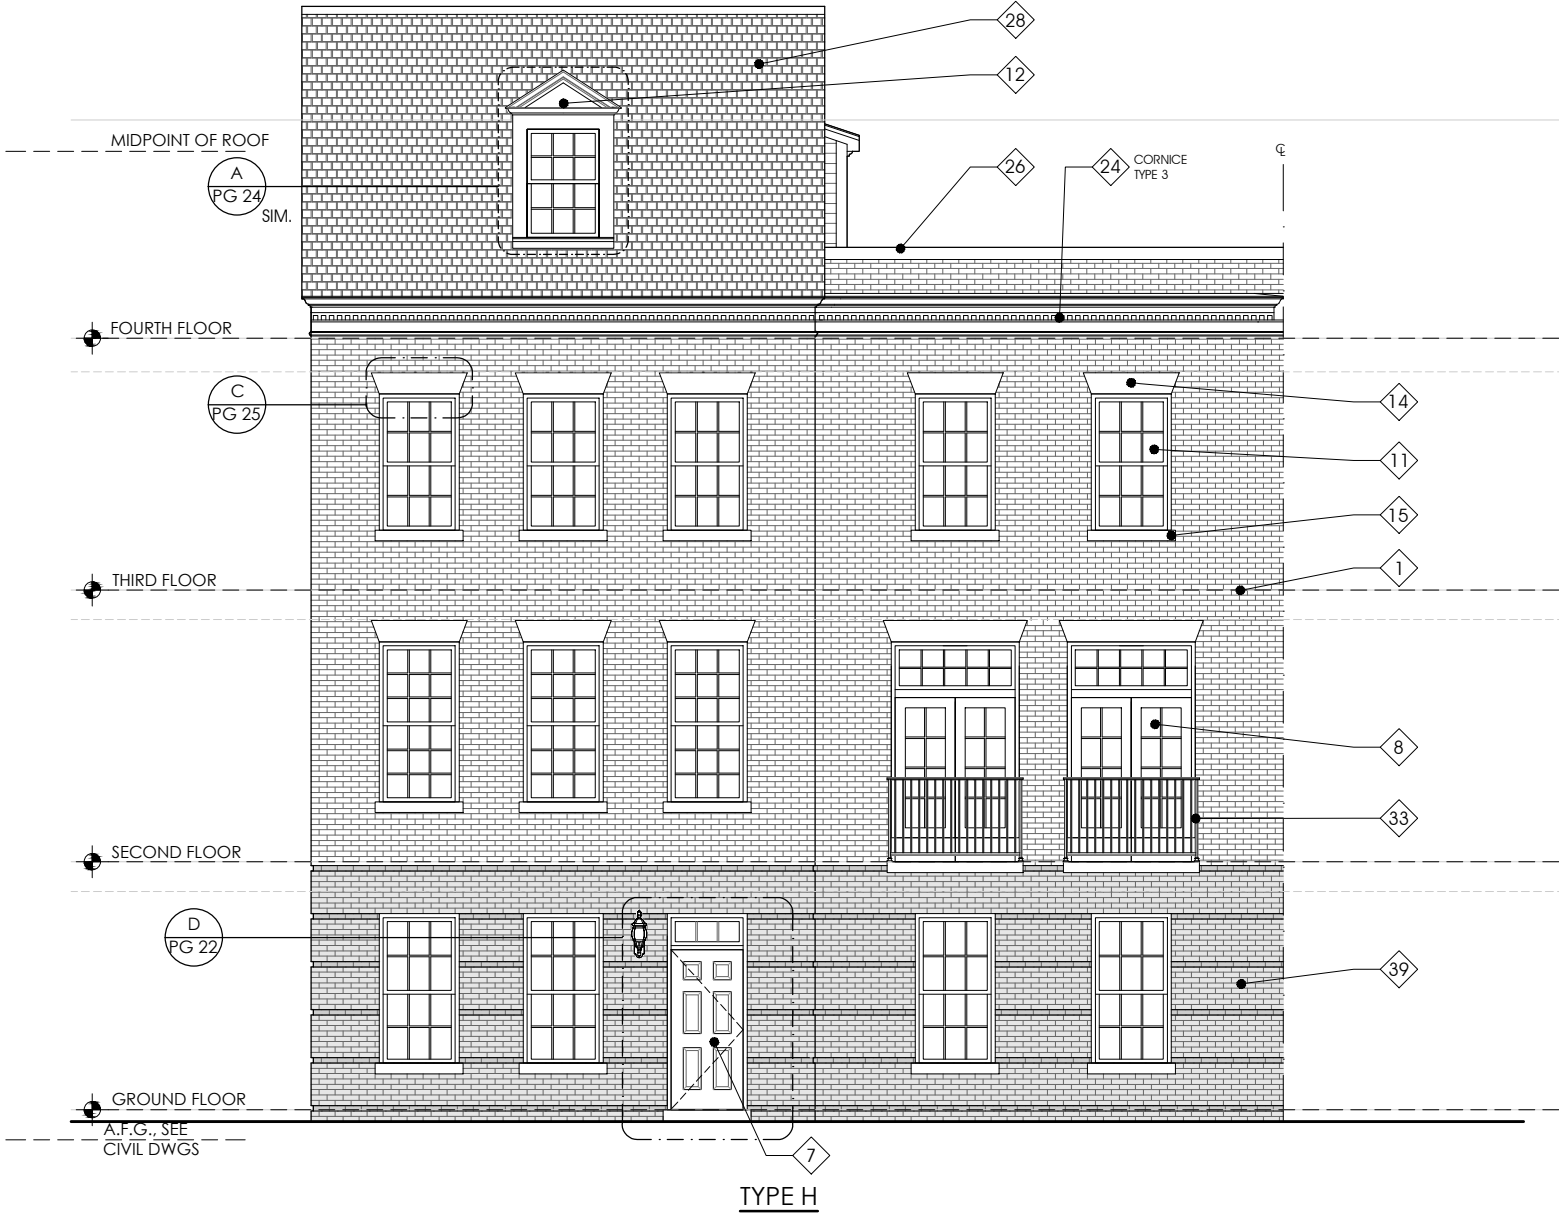 28
12
MIDPOINT OF ROOF
A
PG 24
SIM.
26
24
CORNICE
TYPE 3
℄
FOURTH FLOOR
C
PG 25
14
11
15
THIRD FLOOR
1
8
33
SECOND FLOOR
D
PG 22
39
GROUND FLOOR
A.F.G., SEE
CIVIL DWGS
7
TYPE H